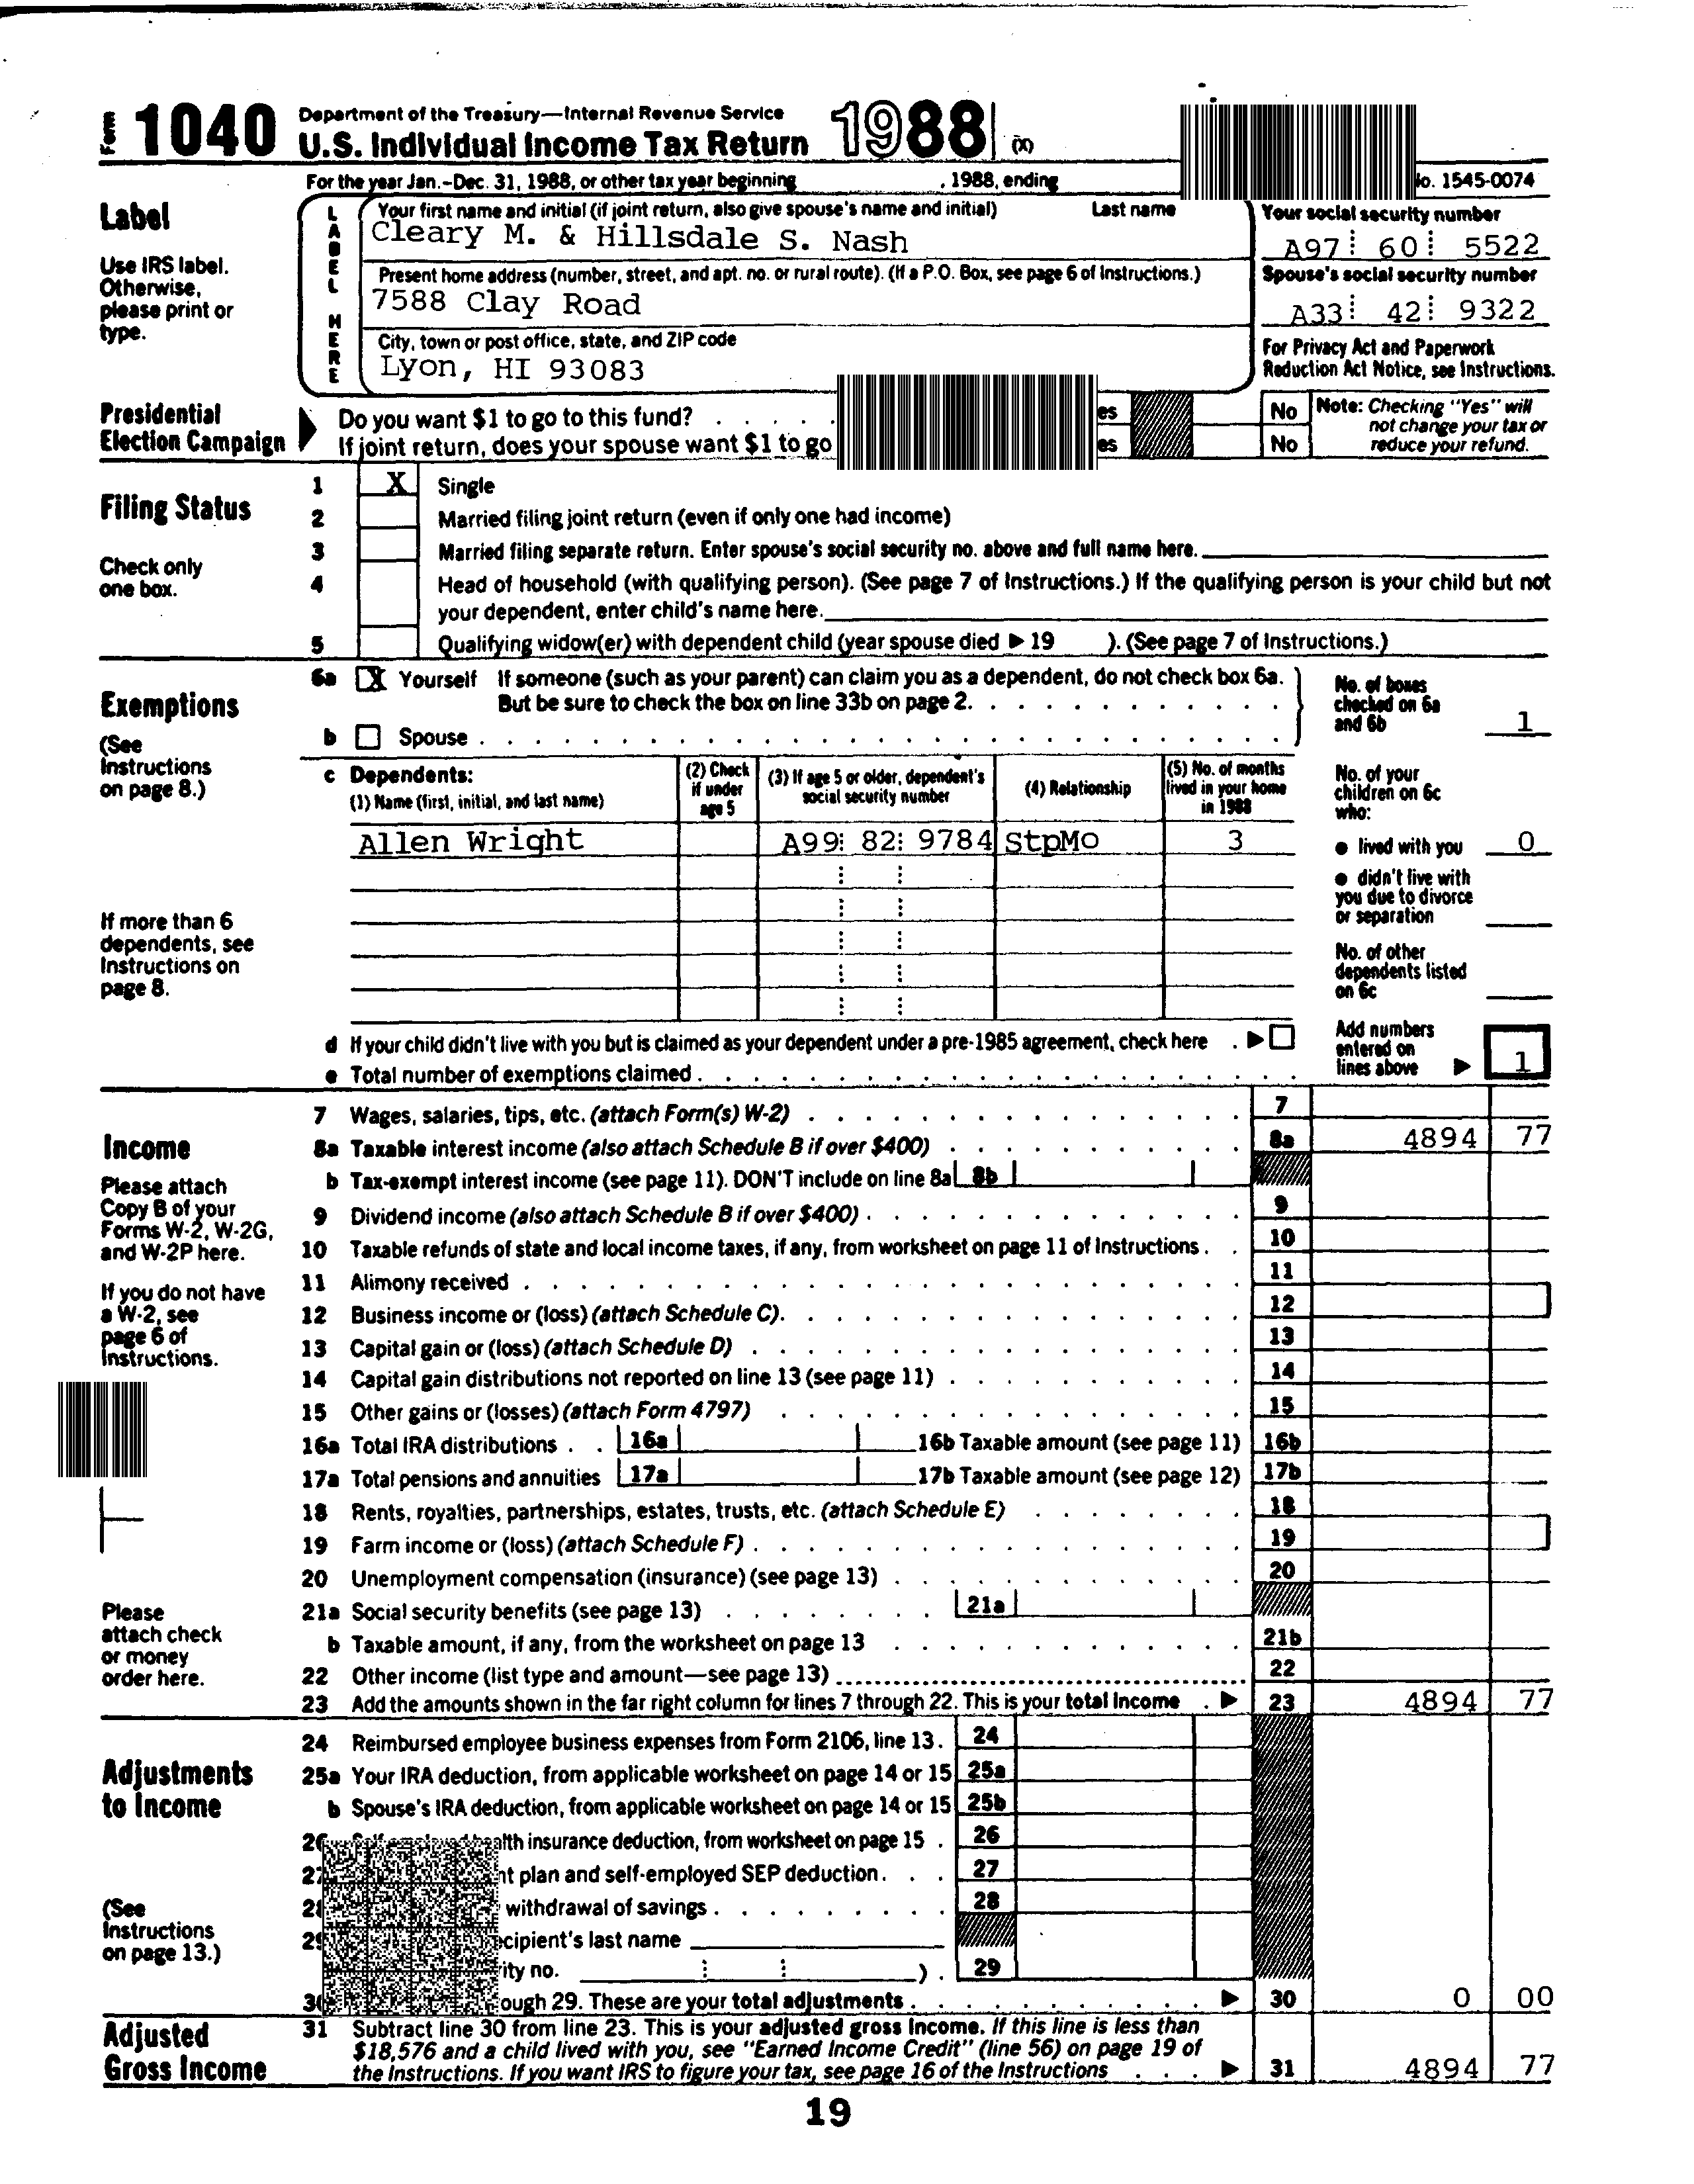 Form 1040 Department of the Treasury—Internal Revenue Service
U.S. Individual Income Tax Return 1988 (X)
For the year Jan.-Dec. 31, 1988, or other tax year beginning , 1988, ending No. 1545-0074
Label
Use IRS label.
Otherwise,
please print or
type.
LABEL HERE
Your first name and initial (if joint return, also give spouse's name and initial) Last name
Cleary M. & Hillsdale S. Nash
Present home address (number, street, and apt. no. or rural route). (If a P.O. Box, see page 6 of Instructions.)
7588 Clay Road
City, town or post office, state, and ZIP code
Lyon, HI 93083
Your social security number
A97 60 5522
Spouse's social security number
A33 42 9322
For Privacy Act and Paperwork
Reduction Act Notice, see Instructions.
Presidential
Election Campaign
Do you want $1 to go to this fund? . . . . . es No
If joint return, does your spouse want $1 to go es No
Note: Checking "Yes" will
not change your tax or
reduce your refund.
Filing Status
Check only
one box.
1 X Single
2 Married filing joint return (even if only one had income)
3 Married filing separate return. Enter spouse's social security no. above and full name here.
4 Head of household (with qualifying person). (See page 7 of Instructions.) If the qualifying person is your child but not
your dependent, enter child's name here.
5 Qualifying widow(er) with dependent child (year spouse died ▶ 19 ). (See page 7 of Instructions.)
Exemptions
(See
Instructions
on page 8.)
6a X Yourself If someone (such as your parent) can claim you as a dependent, do not check box 6a.
But be sure to check the box on line 33b on page 2.
b Spouse
No. of boxes
checked on 6a
and 6b 1
c Dependents:
(1) Name (first, initial, and last name)
(2) Check
if under
age 5
(3) If age 5 or older, dependent's
social security number
(4) Relationship
(5) No. of months
lived in your home
in 1988
Allen Wright A99 82 9784 StpMo 3
If more than 6
dependents, see
Instructions on
page 8.
No. of your
children on 6c
who:
● lived with you 0
● didn't live with
you due to divorce
or separation
No. of other
dependents listed
on 6c
d If your child didn't live with you but is claimed as your dependent under a pre-1985 agreement, check here . ▶
e Total number of exemptions claimed
Add numbers
entered on
lines above ▶ 1
Income
Please attach
Copy B of your
Forms W-2, W-2G,
and W-2P here.
If you do not have
a W-2, see
page 6 of
Instructions.
Please
attach check
or money
order here.
7 Wages, salaries, tips, etc. (attach Form(s) W-2) 7
8a Taxable interest income (also attach Schedule B if over $400) 8a 4894 77
b Tax-exempt interest income (see page 11). DON'T include on line 8a 8b
9 Dividend income (also attach Schedule B if over $400) 9
10 Taxable refunds of state and local income taxes, if any, from worksheet on page 11 of Instructions 10
11 Alimony received 11
12 Business income or (loss) (attach Schedule C) 12
13 Capital gain or (loss) (attach Schedule D) 13
14 Capital gain distributions not reported on line 13 (see page 11) 14
15 Other gains or (losses) (attach Form 4797) 15
16a Total IRA distributions 16a 16b Taxable amount (see page 11) 16b
17a Total pensions and annuities 17a 17b Taxable amount (see page 12) 17b
18 Rents, royalties, partnerships, estates, trusts, etc. (attach Schedule E) 18
19 Farm income or (loss) (attach Schedule F) 19
20 Unemployment compensation (insurance) (see page 13) 20
21a Social security benefits (see page 13) 21a
b Taxable amount, if any, from the worksheet on page 13 21b
22 Other income (list type and amount—see page 13) 22
23 Add the amounts shown in the far right column for lines 7 through 22. This is your total income . ▶ 23 4894 77
Adjustments
to Income
(See
Instructions
on page 13.)
24 Reimbursed employee business expenses from Form 2106, line 13 . 24
25a Your IRA deduction, from applicable worksheet on page 14 or 15 25a
b Spouse's IRA deduction, from applicable worksheet on page 14 or 15 25b
health insurance deduction, from worksheet on page 15 . 26
nt plan and self-employed SEP deduction . 27
withdrawal of savings 28
ecipient's last name
ity no. ) . 29
ough 29. These are your total adjustments ▶ 30 0 00
Adjusted
Gross Income
31 Subtract line 30 from line 23. This is your adjusted gross income. If this line is less than
$18,576 and a child lived with you, see "Earned Income Credit" (line 56) on page 19 of
the Instructions. If you want IRS to figure your tax, see page 16 of the Instructions . . . ▶ 31 4894 77
19